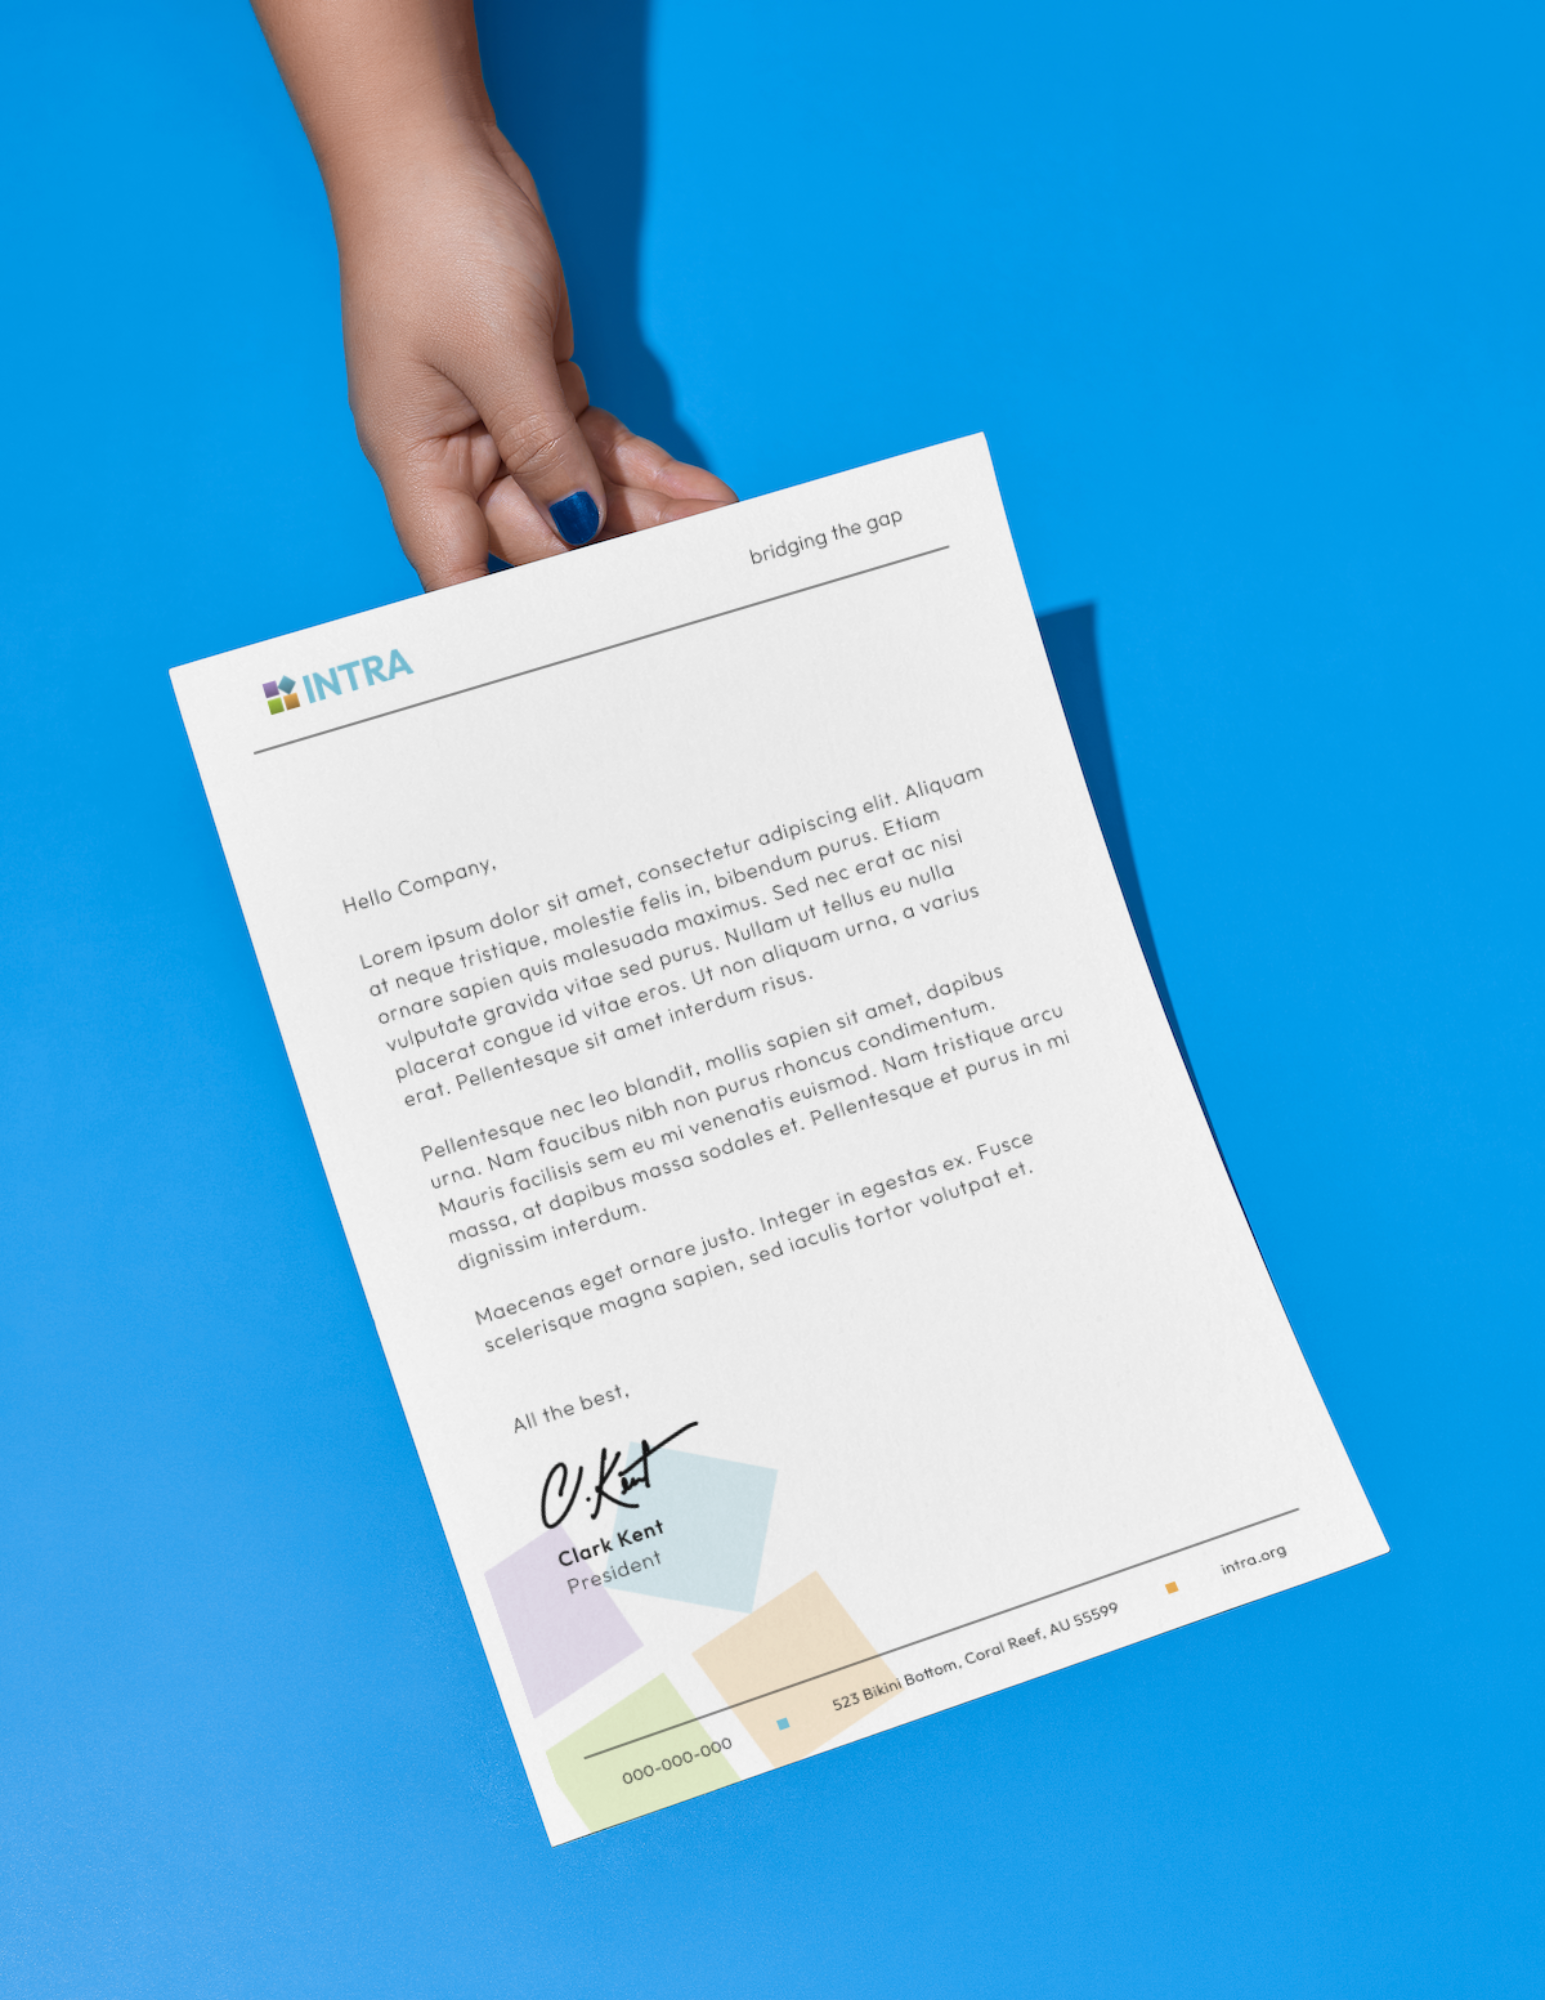 INTRA
bridging the gap
Hello Company,
Lorem ipsum dolor sit amet, consectetur adipiscing elit. Aliquam
at neque tristique, molestie felis in, bibendum purus. Etiam
ornare sapien quis malesuada maximus. Sed nec erat ac nisi
vulputate gravida vitae sed purus. Nullam ut tellus eu nulla
placerat congue id vitae eros. Ut non aliquam urna, a varius
erat. Pellentesque sit amet interdum risus.
Pellentesque nec leo blandit, mollis sapien sit amet, dapibus
urna. Nam faucibus nibh non purus rhoncus condimentum.
Mauris facilisis sem eu mi venenatis euismod. Nam tristique arcu
massa, at dapibus massa sodales et. Pellentesque et purus in mi
dignissim interdum.
Maecenas eget ornare justo. Integer in egestas ex. Fusce
scelerisque magna sapien, sed iaculis tortor volutpat et.
All the best,
C. Kent
Clark Kent
President
000-000-000
523 Bikini Bottom, Coral Reef, AU 55599
intra.org